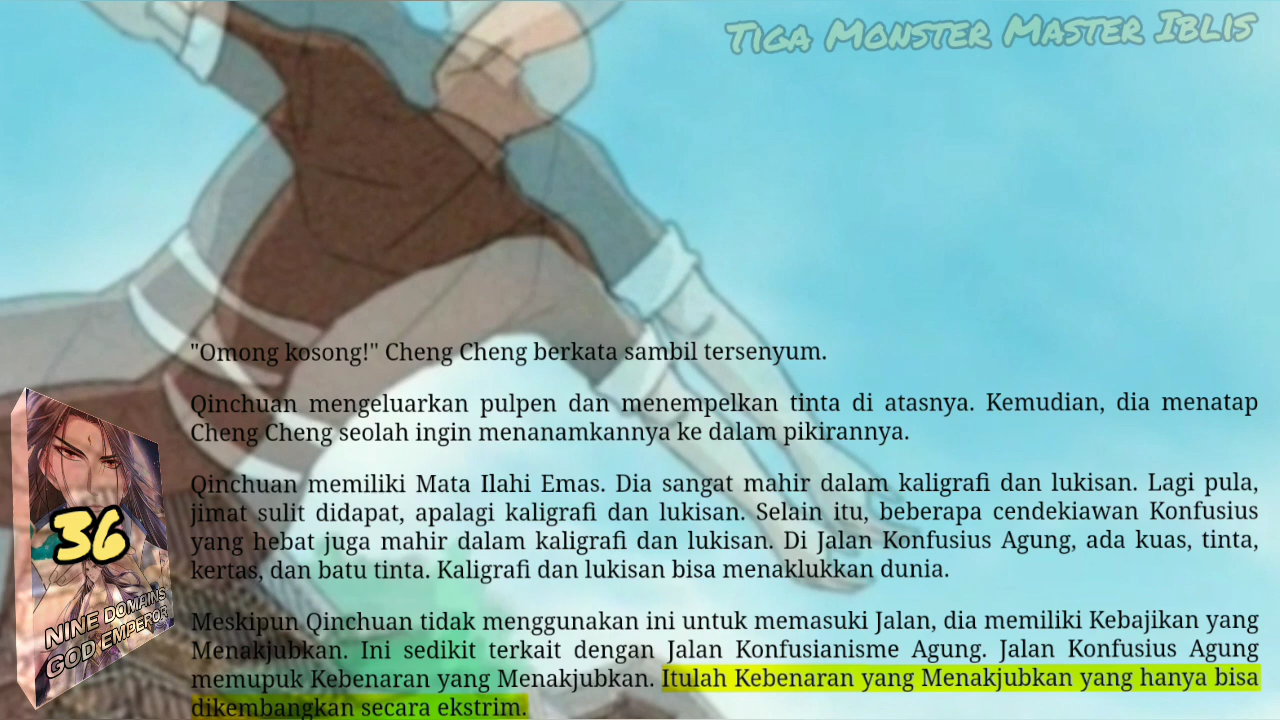 Tiga Monster Master Iblis
"Omong kosong!" Cheng Cheng berkata sambil tersenyum.
Qinchuan mengeluarkan pulpen dan menempelkan tinta di atasnya. Kemudian, dia menatap
Cheng Cheng seolah ingin menanamkannya ke dalam pikirannya.
Qinchuan memiliki Mata Ilahi Emas. Dia sangat mahir dalam kaligrafi dan lukisan. Lagi pula,
jimat sulit didapat, apalagi kaligrafi dan lukisan. Selain itu, beberapa cendekiawan Konfusius
yang hebat juga mahir dalam kaligrafi dan lukisan. Di Jalan Konfusius Agung, ada kuas, tinta,
kertas, dan batu tinta. Kaligrafi dan lukisan bisa menaklukkan dunia.
Meskipun Qinchuan tidak menggunakan ini untuk memasuki Jalan, dia memiliki Kebajikan yang
Menakjubkan. Ini sedikit terkait dengan Jalan Konfusianisme Agung. Jalan Konfusius Agung
memupuk Kebenaran yang Menakjubkan. Itulah Kebenaran yang Menakjubkan yang hanya bisa
dikembangkan secara ekstrim.
36
NINE DOMAINS
GOD EMPEROR